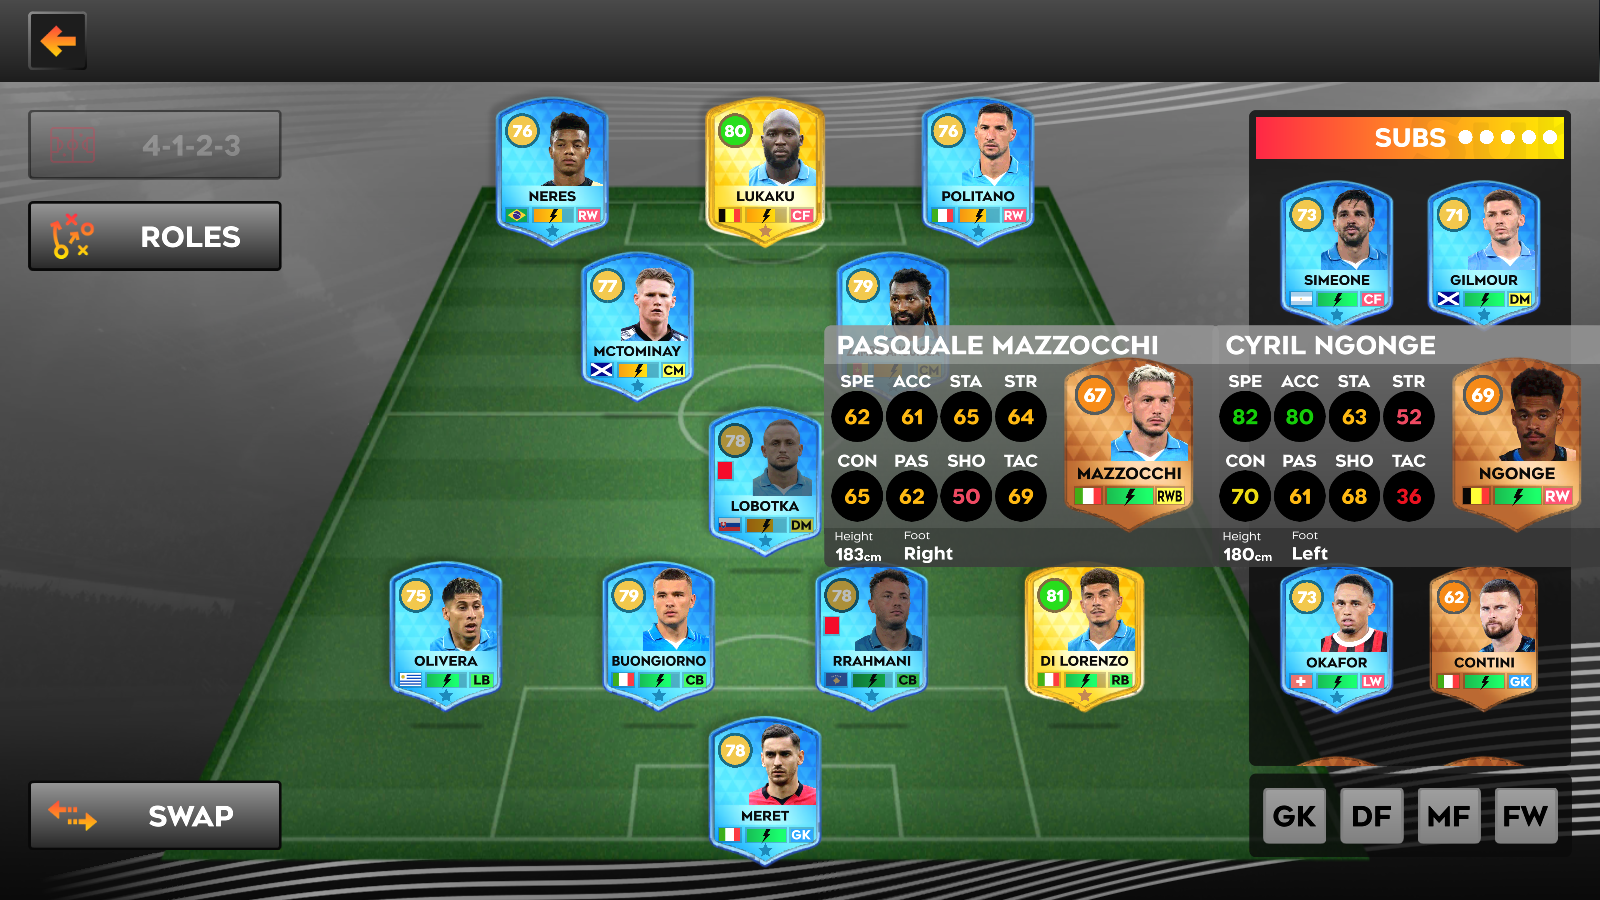 4-1-2-3
ROLES
76
NERES
RW
80
LUKAKU
CF
76
POLITANO
RW
SUBS
73
SIMEONE
CF
71
GILMOUR
DM
77
MCTOMINAY
CM
79
CM
PASQUALE MAZZOCCHI
SPE ACC STA STR
62 61 65 64
CON PAS SHO TAC
65 62 50 69
Height Foot
183cm Right
67
MAZZOCCHI
RWB
CYRIL NGONGE
SPE ACC STA STR
82 80 63 52
CON PAS SHO TAC
70 61 68 36
Height Foot
180cm Left
69
NGONGE
RW
78
LOBOTKA
DM
75
OLIVERA
LB
79
BUONGIORNO
CB
78
RRAHMANI
CB
81
DI LORENZO
RB
73
OKAFOR
LW
62
CONTINI
GK
78
MERET
GK
SWAP
GK DF MF FW